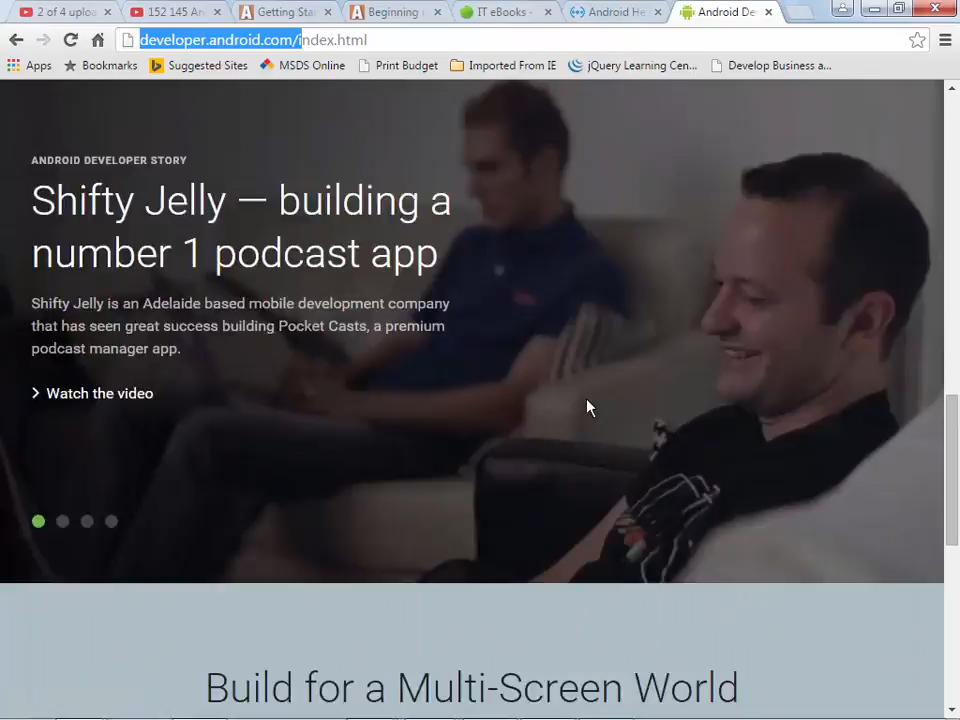 2 of 4 uploa
152 145 An
Getting Sta
Beginning
IT eBooks -
Android He
Android De
developer.android.com/index.html
Apps
Bookmarks
Suggested Sites
MSDS Online
Print Budget
Imported From IE
jQuery Learning Cen...
Develop Business a...
ANDROID DEVELOPER STORY
Shifty Jelly — building a
number 1 podcast app
Shifty Jelly is an Adelaide based mobile development company
that has seen great success building Pocket Casts, a premium
podcast manager app.
Watch the video
Build for a Multi-Screen World